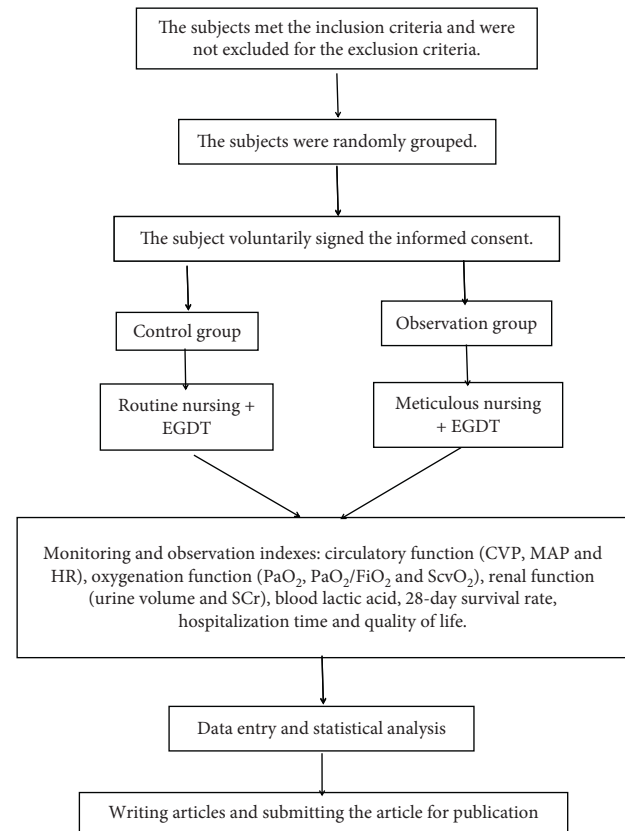 The subjects met the inclusion criteria and were
not excluded for the exclusion criteria.
The subjects were randomly grouped.
The subject voluntarily signed the informed consent.
Control group
Observation group
Routine nursing +
EGDT
Meticulous nursing
+ EGDT
Monitoring and observation indexes: circulatory function (CVP, MAP and
HR), oxygenation function (PaO₂, PaO₂/FiO₂ and ScvO₂), renal function
(urine volume and SCr), blood lactic acid, 28-day survival rate,
hospitalization time and quality of life.
Data entry and statistical analysis
Writing articles and submitting the article for publication